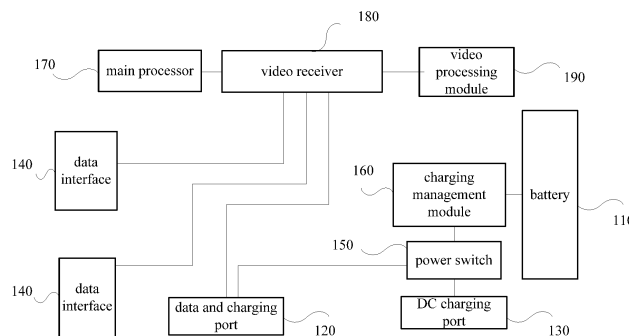 180
170
main processor
video receiver
video
processing
module
190
140
data
interface
160
charging
management
module
battery
110
150
power switch
140
data
interface
data and charging
port
120
DC charging
port
130